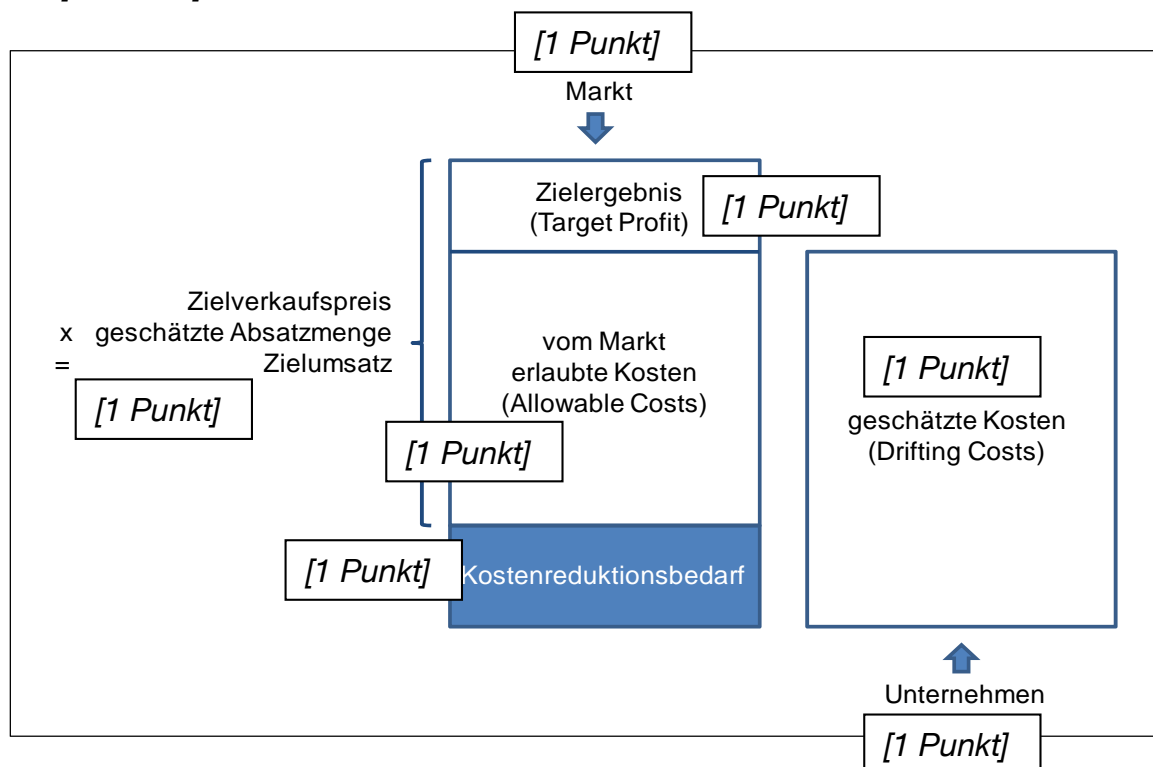 [1 Punkt]
Markt
Zielergebnis
(Target Profit)
[1 Punkt]
Zielverkaufspreis
x geschätzte Absatzmenge
= Zielumsatz
[1 Punkt]
vom Markt
erlaubte Kosten
(Allowable Costs)
[1 Punkt]
[1 Punkt]
geschätzte Kosten
(Drifting Costs)
[1 Punkt]
Kostenreduktionsbedarf
Unternehmen
[1 Punkt]